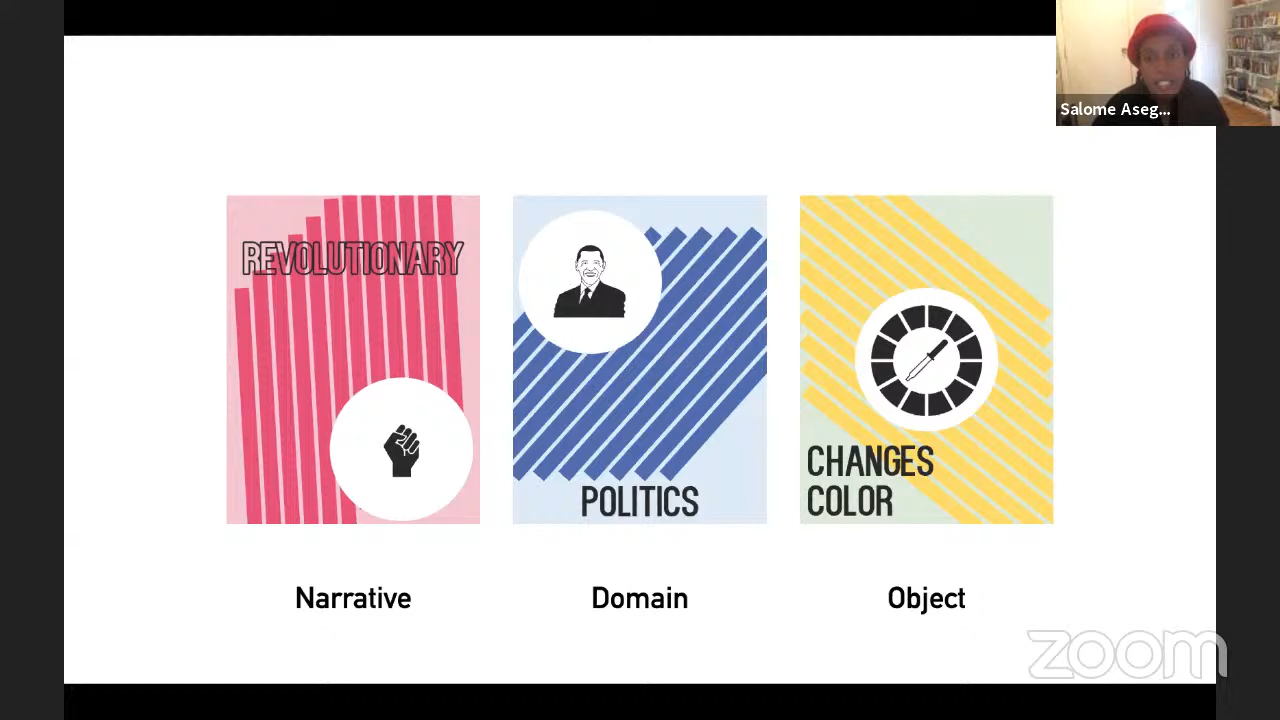 Salome Aseg...
REVOLUTIONARY
POLITICS
CHANGES
COLOR
Narrative
Domain
Object
zoom